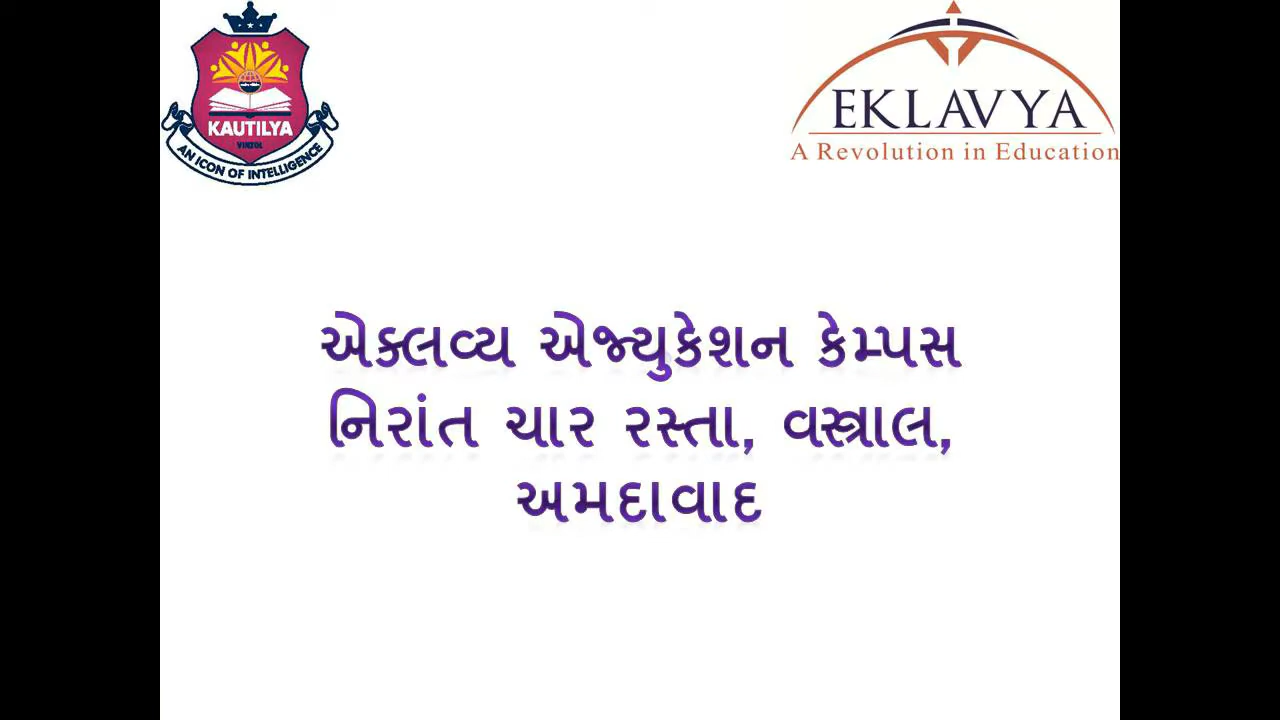 KAUTILYA
VINZOL
AN ICON OF INTELLIGENCE
EKLAVYA
A Revolution in Education
એક્લવ્ય એજ્યુકેશન કેમ્પસ
નિરાંત ચાર રસ્તા, વસ્ત્રાલ,
અમદાવાદ